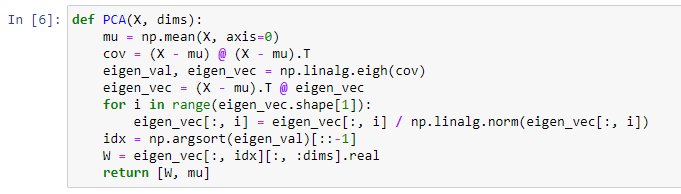 In [6]: def PCA(X, dims):
    mu = np.mean(X, axis=0)
    cov = (X - mu) @ (X - mu).T
    eigen_val, eigen_vec = np.linalg.eigh(cov)
    eigen_vec = (X - mu).T @ eigen_vec
    for i in range(eigen_vec.shape[1]):
        eigen_vec[:, i] = eigen_vec[:, i] / np.linalg.norm(eigen_vec[:, i])
    idx = np.argsort(eigen_val)[::-1]
    W = eigen_vec[:, idx][:, :dims].real
    return [W, mu]